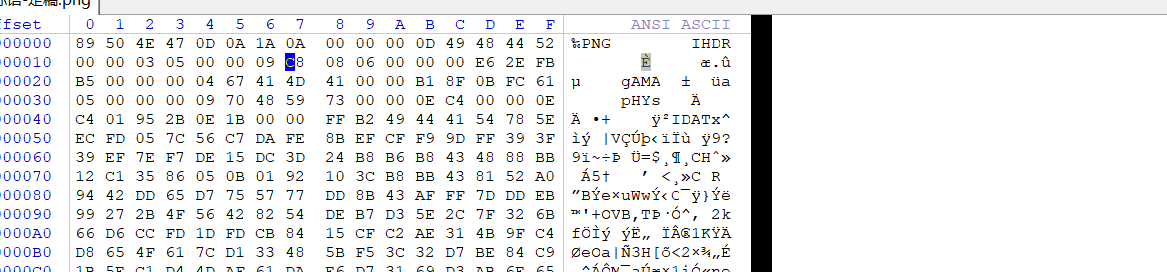 标语-定稿.png
ffset 0 1 2 3 4 5 6 7 8 9 A B C D E F ANSI ASCII
000000 89 50 4E 47 0D 0A 1A 0A 00 00 00 0D 49 48 44 52 ‰PNG IHDR
000010 00 00 03 05 00 00 09 C8 08 06 00 00 00 E6 2E FB È æ.û
000020 B5 00 00 00 04 67 41 4D 41 00 00 B1 8F 0B FC 61 µ gAMA ± üa
000030 05 00 00 00 09 70 48 59 73 00 00 0E C4 00 00 0E pHYs Ä
000040 C4 01 95 2B 0E 1B 00 00 FF B2 49 44 41 54 78 5E Ä •+ ÿ²IDATx^
000050 EC FD 05 7C 56 C7 DA FE 8B EF CF F9 9D FF 39 3F ìý |VÇÚþ‹ïÏù ÿ9?
000060 39 EF 7E F7 DE 15 DC 3D 24 B8 B6 B8 43 48 88 BB 9ï~÷Þ Ü=$¸¶¸CHˆ»
000070 12 C1 35 86 05 0B 01 92 10 3C B8 BB 43 81 52 A0 Á5† ’ <¸»C R
000080 94 42 DD 65 D7 75 57 77 DD 8B 43 AF FF 7D DD EB ”BÝe×uWwÝ‹C¯ÿ}Ýë
000090 99 27 2B 4F 56 42 82 54 DE B7 D3 5E 2C 7F 32 6B ™'+OVB‚TÞ·Ó^, 2k
0000A0 66 D6 CC FD 1D FD CB 84 15 CF C2 AE 31 4B 9F C4 fÖÌý ýË„ ÏÂ®1KŸÄ
0000B0 D8 65 4F 61 7C D1 33 48 5B F5 3C 32 D7 BE 84 C9 ØeOa|Ñ3H[õ<2×¾„É